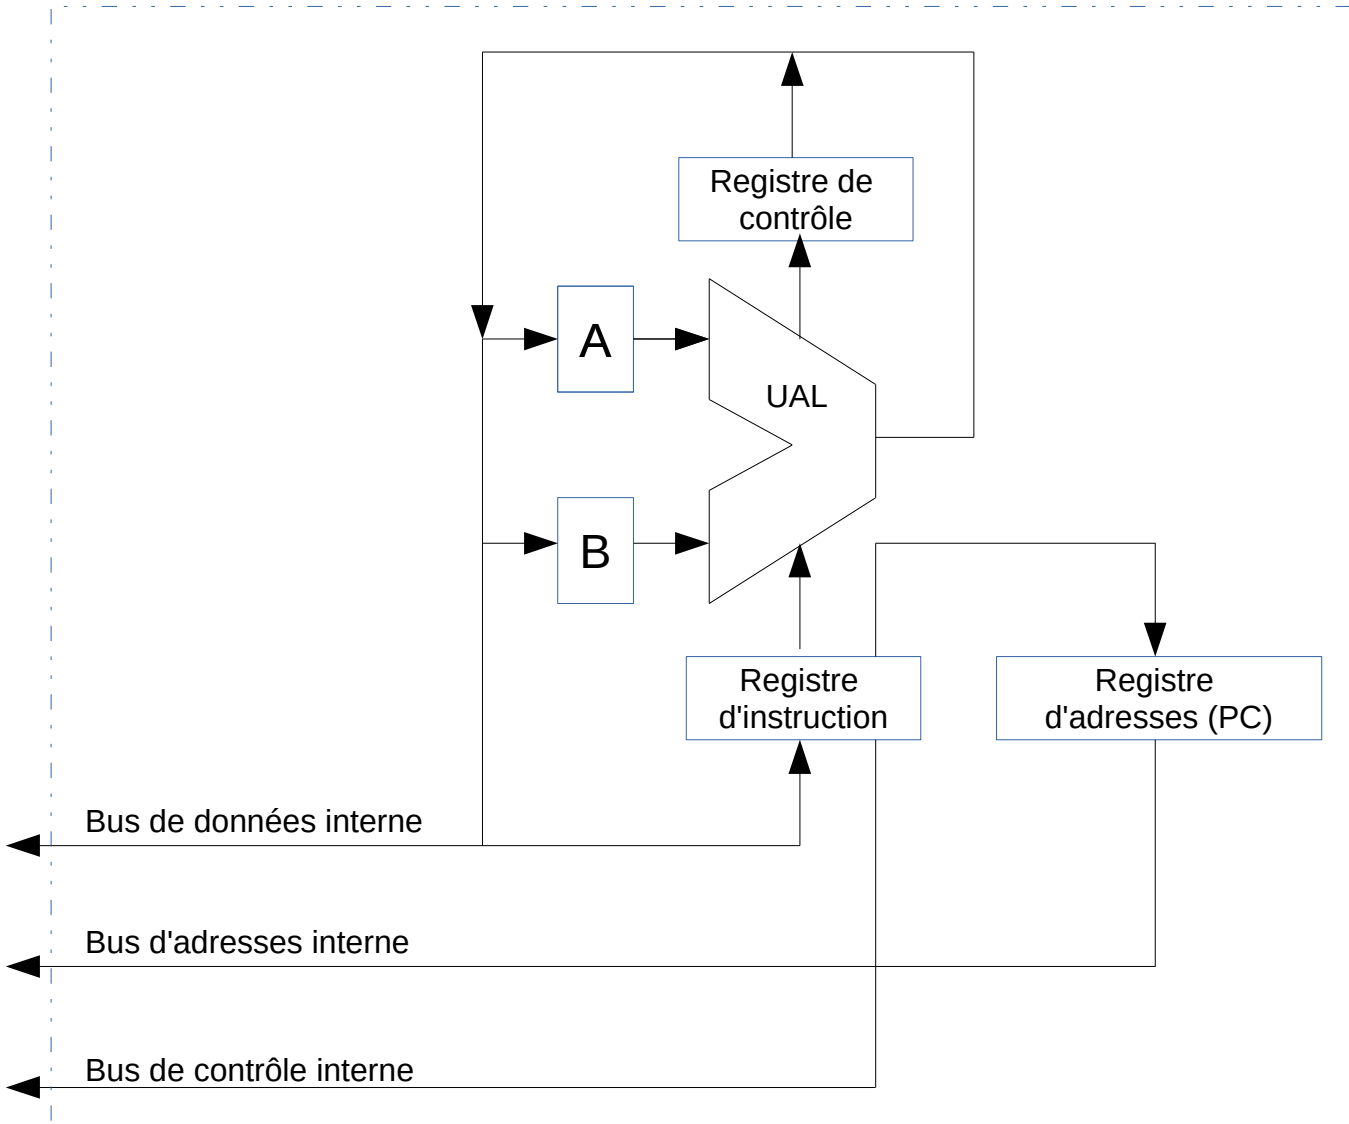 Registre de
contrôle
A
UAL
B
Registre
d'instruction
Registre
d'adresses (PC)
Bus de données interne
Bus d'adresses interne
Bus de contrôle interne